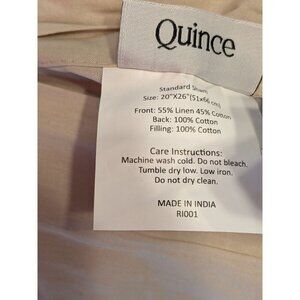 Quince
Standard Sham
Size: 20"X26"(51x66 cm)
Front: 55% Linen 45% Cotton
Back: 100% Cotton
Filling: 100% Cotton
Care Instructions:
Machine wash cold. Do not bleach.
Tumble dry low. Low iron.
Do not dry clean.
MADE IN INDIA
RI001